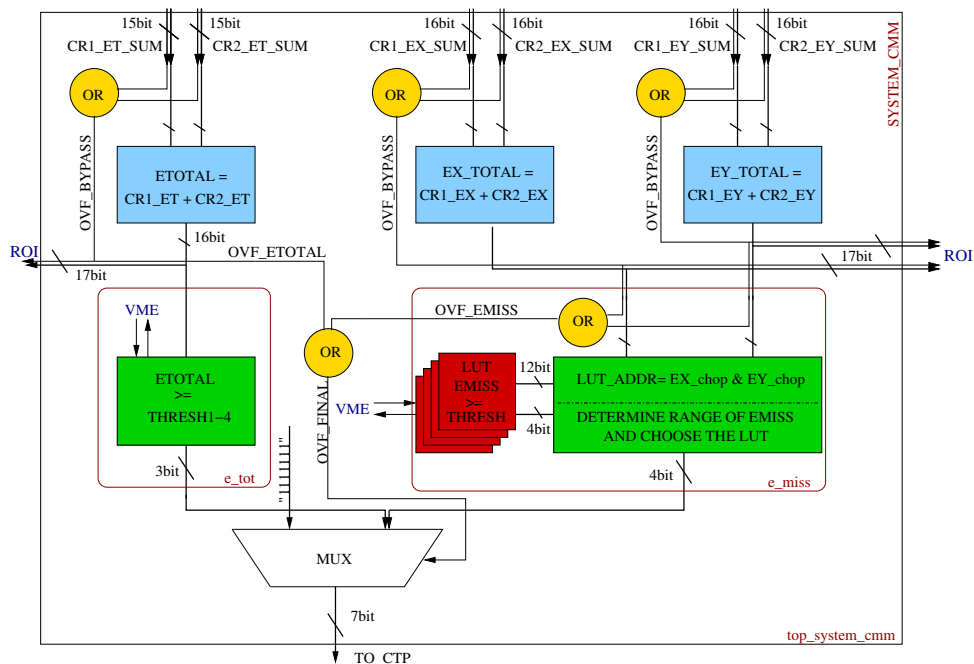 15bit
15bit
16bit
16bit
16bit
16bit
CR1_ET_SUM
CR2_ET_SUM
CR1_EX_SUM
CR2_EX_SUM
CR1_EY_SUM
CR2_EY_SUM
SYSTEM_CMM
OR
OR
OR
OVF_BYPASS
OVF_BYPASS
OVF_BYPASS
ETOTAL =
CR1_ET + CR2_ET
EX_TOTAL =
CR1_EX + CR2_EX
EY_TOTAL =
CR1_EY + CR2_EY
16bit
ROI
OVF_ETOTAL
17bit
17bit
ROI
VME
OVF_EMISS
OR
OR
ETOTAL
>=
THRESH1-4
LUT
EMISS
>=
THRESH
VME
12bit
4bit
LUT_ADDR= EX_chop & EY_chop
DETERMINE RANGE OF EMISS
AND CHOOSE THE LUT
OVF_FINAL
"11111111"
3bit
e_tot
4bit
e_miss
MUX
7bit
top_system_cmm
TO_CTP